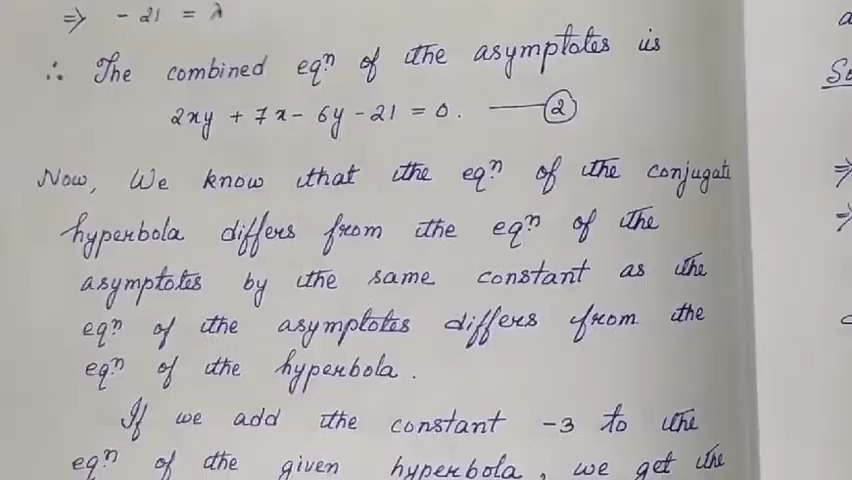 ⇒ - 21 = λ
∴ The combined eqⁿ of the asymptotes is
2xy + 7x - 6y - 21 = 0. —— ②
Now, We know that the eqⁿ of the conjugate
hyperbola differs from the eqⁿ of the
asymptotes by the same constant as the
eqⁿ of the asymptotes differs from the
eqⁿ of the hyperbola.
If we add the constant -3 to the
eqⁿ of the given hyperbola, we get the